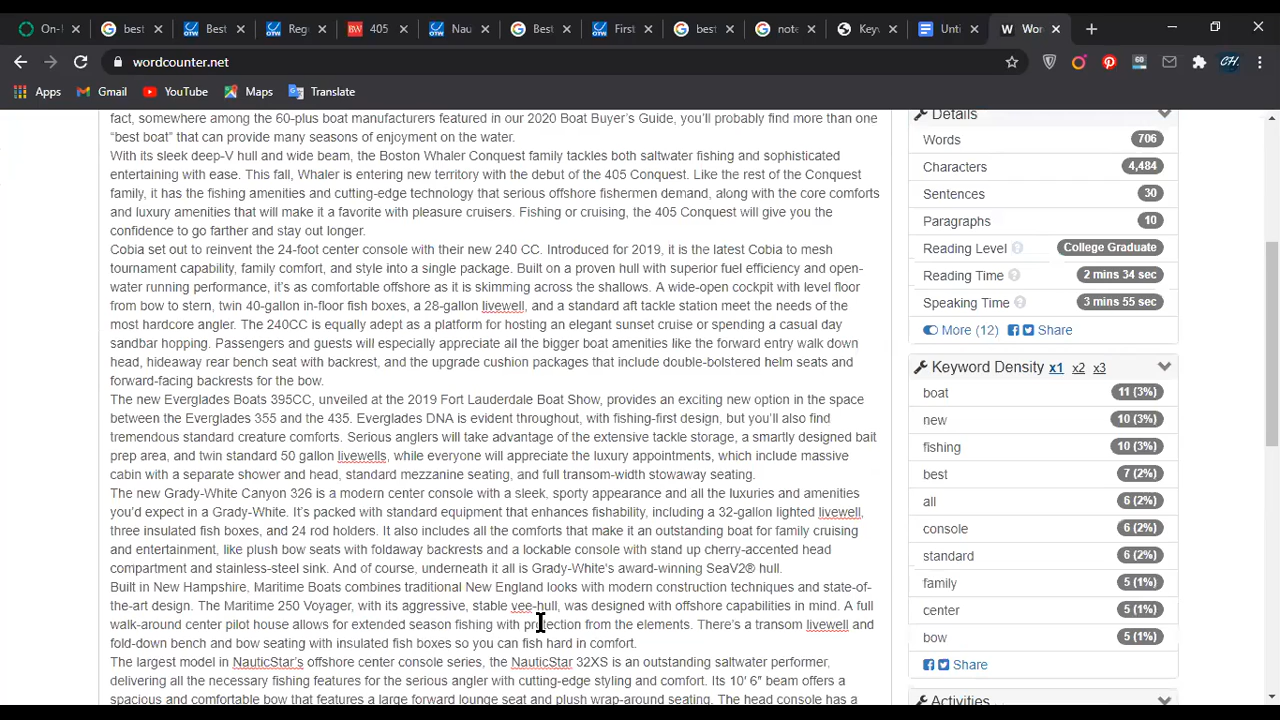 On-l
best
Best
Reg
405
Nau
Best
First
best
note
Key
Unti
Wor
wordcounter.net
Apps
Gmail
YouTube
Maps
Translate
fact, somewhere among the 60-plus boat manufacturers featured in our 2020 Boat Buyer's Guide, you'll probably find more than one
“best boat” that can provide many seasons of enjoyment on the water.
With its sleek deep-V hull and wide beam, the Boston Whaler Conquest family tackles both saltwater fishing and sophisticated
entertaining with ease. This fall, Whaler is entering new territory with the debut of the 405 Conquest. Like the rest of the Conquest
family, it has the fishing amenities and cutting-edge technology that serious offshore fishermen demand, along with the core comforts
and luxury amenities that will make it a favorite with pleasure cruisers. Fishing or cruising, the 405 Conquest will give you the
confidence to go farther and stay out longer.
Cobia set out to reinvent the 24-foot center console with their new 240 CC. Introduced for 2019, it is the latest Cobia to mesh
tournament capability, family comfort, and style into a single package. Built on a proven hull with superior fuel efficiency and open-
water running performance, it's as comfortable offshore as it is skimming across the shallows. A wide-open cockpit with level floor
from bow to stern, twin 40-gallon in-floor fish boxes, a 28-gallon livewell, and a standard aft tackle station meet the needs of the
most hardcore angler. The 240CC is equally adept as a platform for hosting an elegant sunset cruise or spending a casual day
sandbar hopping. Passengers and guests will especially appreciate all the bigger boat amenities like the forward entry walk down
head, hideaway rear bench seat with backrest, and the upgrade cushion packages that include double-bolstered helm seats and
forward-facing backrests for the bow.
The new Everglades Boats 395CC, unveiled at the 2019 Fort Lauderdale Boat Show, provides an exciting new option in the space
between the Everglades 355 and the 435. Everglades DNA is evident throughout, with fishing-first design, but you'll also find
tremendous standard creature comforts. Serious anglers will take advantage of the extensive tackle storage, a smartly designed bait
prep area, and twin standard 50 gallon livewells, while everyone will appreciate the luxury appointments, which include massive
cabin with a separate shower and head, standard mezzanine seating, and full transom-width stowaway seating.
The new Grady-White Canyon 326 is a modern center console with a sleek, sporty appearance and all the luxuries and amenities
you'd expect in a Grady-White. It's packed with standard equipment that enhances fishability, including a 32-gallon lighted livewell,
three insulated fish boxes, and 24 rod holders. It also includes all the comforts that make it an outstanding boat for family cruising
and entertainment, like plush bow seats with foldaway backrests and a lockable console with stand up cherry-accented head
compartment and stainless-steel sink. And of course, underneath it all is Grady-White's award-winning SeaV2® hull.
Built in New Hampshire, Maritime Boats combines traditional New England looks with modern construction techniques and state-of-
the-art design. The Maritime 250 Voyager, with its aggressive, stable vee-hull, was designed with offshore capabilities in mind. A full
walk-around center pilot house allows for extended season fishing with protection from the elements. There's a transom livewell and
fold-down bench and bow seating with insulated fish boxes so you can fish hard in comfort.
The largest model in NauticStar's offshore center console series, the NauticStar 32XS is an outstanding saltwater performer,
delivering all the necessary fishing features for the serious angler with cutting-edge styling and comfort. Its 10′ 6″ beam offers a
spacious and comfortable bow that features a large forward lounge seat and plush wrap-around seating. The head console has a
Details
Words 706
Characters 4,484
Sentences 30
Paragraphs 10
Reading Level College Graduate
Reading Time 2 mins 34 sec
Speaking Time 3 mins 55 sec
More (12) Share
Keyword Density x1 x2 x3
boat 11 (3%)
new 10 (3%)
fishing 10 (3%)
best 7 (2%)
all 6 (2%)
console 6 (2%)
standard 6 (2%)
family 5 (1%)
center 5 (1%)
bow 5 (1%)
Share
Activities